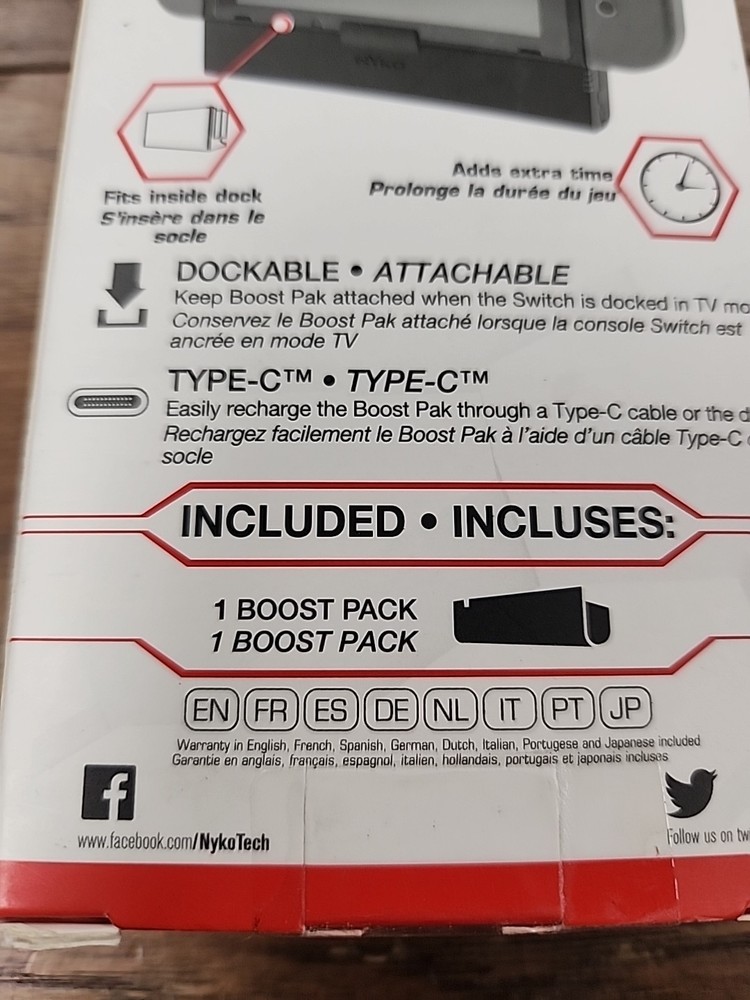 NYKO
Fits inside dock
S'insère dans le
socle
Adds extra time
Prolonge la durée du jeu
DOCKABLE • ATTACHABLE
Keep Boost Pak attached when the Switch is docked in TV mo
Conservez le Boost Pak attaché lorsque la console Switch est
ancrée en mode TV
TYPE-C™ • TYPE-C™
Easily recharge the Boost Pak through a Type-C cable or the d
Rechargez facilement le Boost Pak à l'aide d'un câble Type-C
socle
INCLUDED • INCLUSES:
1 BOOST PACK
1 BOOST PACK
EN FR ES DE NL IT PT JP
Warranty in English, French, Spanish, German, Dutch, Italian, Portugese and Japanese included
Garantie en anglais, français, espagnol, italien, hollandais, portugais et japonais incluses
www.facebook.com/NykoTech
Follow us on tw